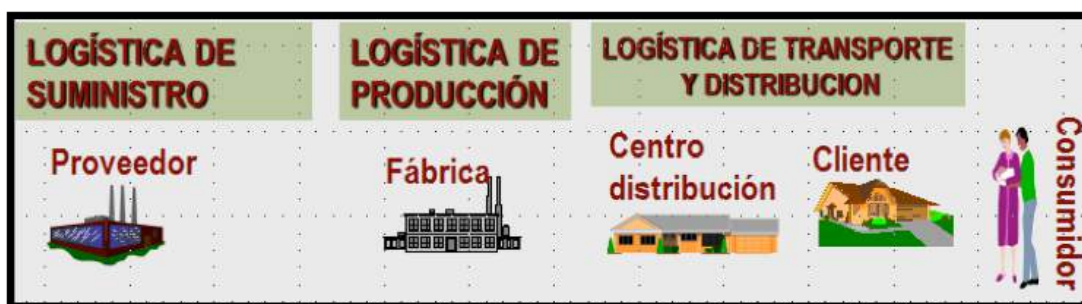 LOGÍSTICA DE
SUMINISTRO
LOGÍSTICA DE
PRODUCCIÓN
LOGÍSTICA DE TRANSPORTE
Y DISTRIBUCION
Proveedor
Fábrica
Centro
distribución
Cliente
Consumidor